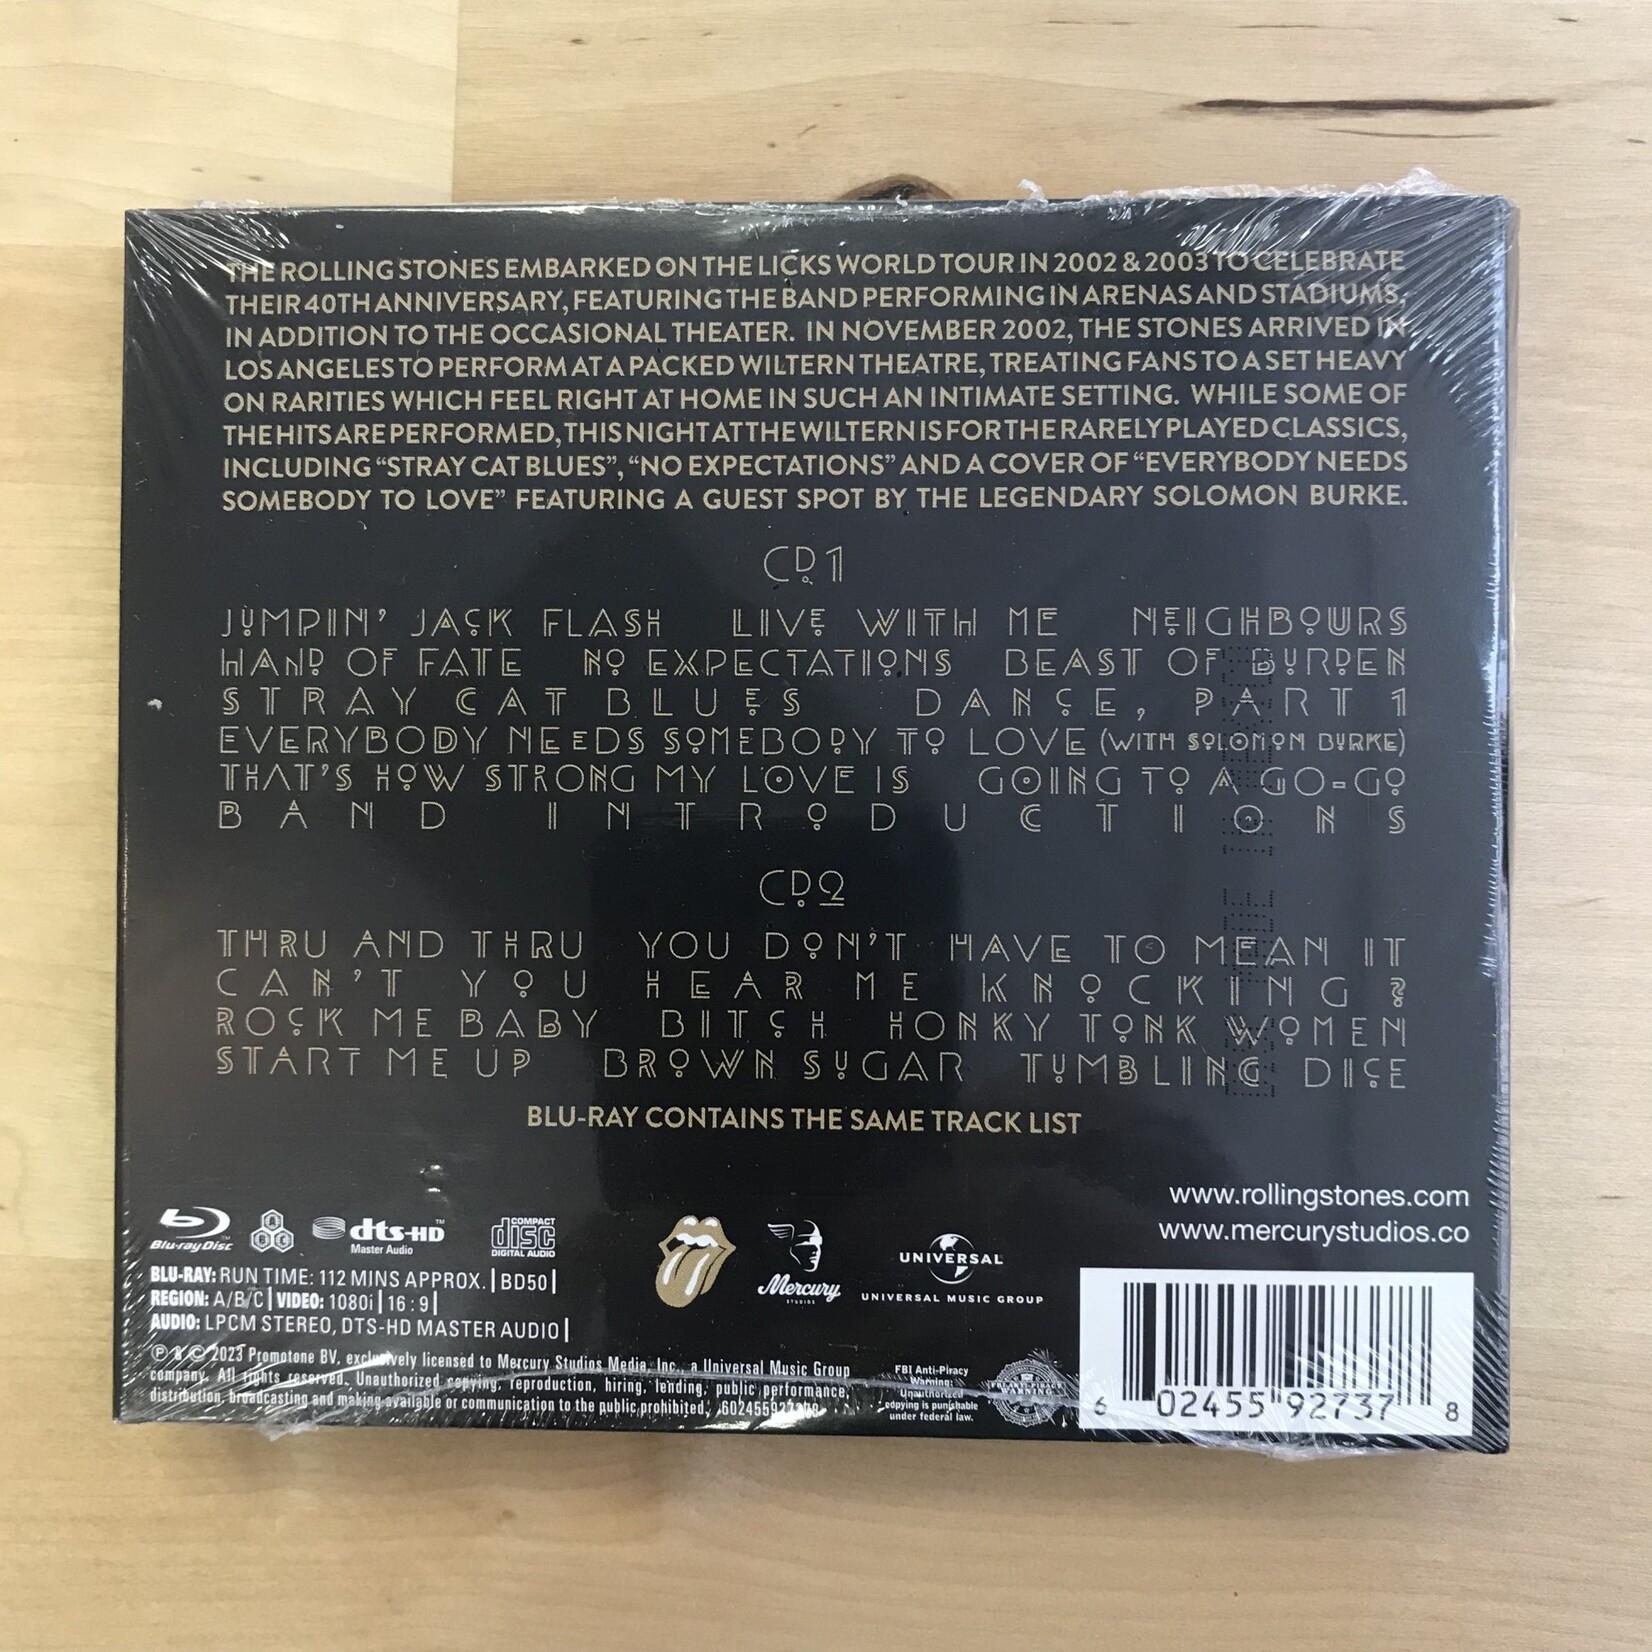 THE ROLLING STONES EMBARKED ON THE LICKS WORLD TOUR IN 2002 & 2003 TO CELEBRATE
THEIR 40TH ANNIVERSARY, FEATURING THE BAND PERFORMING IN ARENAS AND STADIUMS,
IN ADDITION TO THE OCCASIONAL THEATER. IN NOVEMBER 2002, THE STONES ARRIVED IN
LOS ANGELES TO PERFORM AT A PACKED WILTERN THEATRE, TREATING FANS TO A SET HEAVY
ON RARITIES WHICH FEEL RIGHT AT HOME IN SUCH AN INTIMATE SETTING. WHILE SOME OF
THE HITS ARE PERFORMED, THIS NIGHT AT THE WILTERN IS FOR THE RARELY PLAYED CLASSICS,
INCLUDING “STRAY CAT BLUES”, “NO EXPECTATIONS” AND A COVER OF “EVERYBODY NEEDS
SOMEBODY TO LOVE” FEATURING A GUEST SPOT BY THE LEGENDARY SOLOMON BURKE.
CD1
JUMPIN’ JACK FLASH LIVE WITH ME NEIGHBOURS
HAND OF FATE NO EXPECTATIONS BEAST OF BURDEN
STRAY CAT BLUES DANCE, PART 1
EVERYBODY NEEDS SOMEBODY TO LOVE (WITH SOLOMON BURKE)
THAT’S HOW STRONG MY LOVE IS GOING TO A GO-GO
BAND INTRODUCTIONS
CD2
THRU AND THRU YOU DON’T HAVE TO MEAN IT
CAN’T YOU HEAR ME KNOCKING?
ROCK ME BABY BITCH HONKY TONK WOMEN
START ME UP BROWN SUGAR TUMBLING DICE
BLU-RAY CONTAINS THE SAME TRACK LIST
www.rollingstones.com
www.mercurystudios.co
Blu-ray Disc
A B C
dts-HD
Master Audio
COMPACT
disc
DIGITAL AUDIO
Mercury
STUDIOS
UNIVERSAL
UNIVERSAL MUSIC GROUP
BLU-RAY: RUN TIME: 112 MINS APPROX. | BD50 |
REGION: A/B/C | VIDEO: 1080i | 16:9 |
AUDIO: LPCM STEREO, DTS-HD MASTER AUDIO |
℗ & © 2023 Promotone BV, exclusively licensed to Mercury Studios Media, Inc., a Universal Music Group
company. All rights reserved. Unauthorized copying, reproduction, hiring, lending, public performance,
distribution, broadcasting and making available or communication to the public prohibited.
FBI Anti-Piracy
Warning:
Unauthorized
copying is punishable
under federal law.
6 02455 92737 8